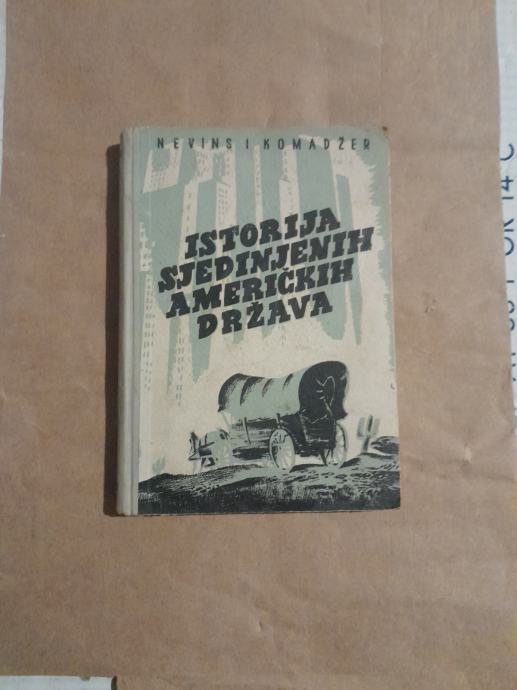 NEVINS I KOMADŽER
ISTORIJA
SJEDINJENIH
AMERIČKIH
DRŽAVA